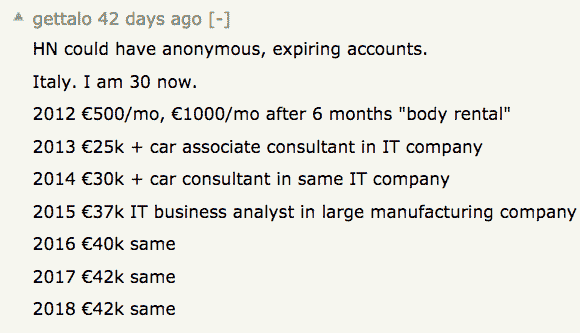 gettalo 42 days ago [-]
HN could have anonymous, expiring accounts.
Italy. I am 30 now.
2012 €500/mo, €1000/mo after 6 months "body rental"
2013 €25k + car associate consultant in IT company
2014 €30k + car consultant in same IT company
2015 €37k IT business analyst in large manufacturing company
2016 €40k same
2017 €42k same
2018 €42k same